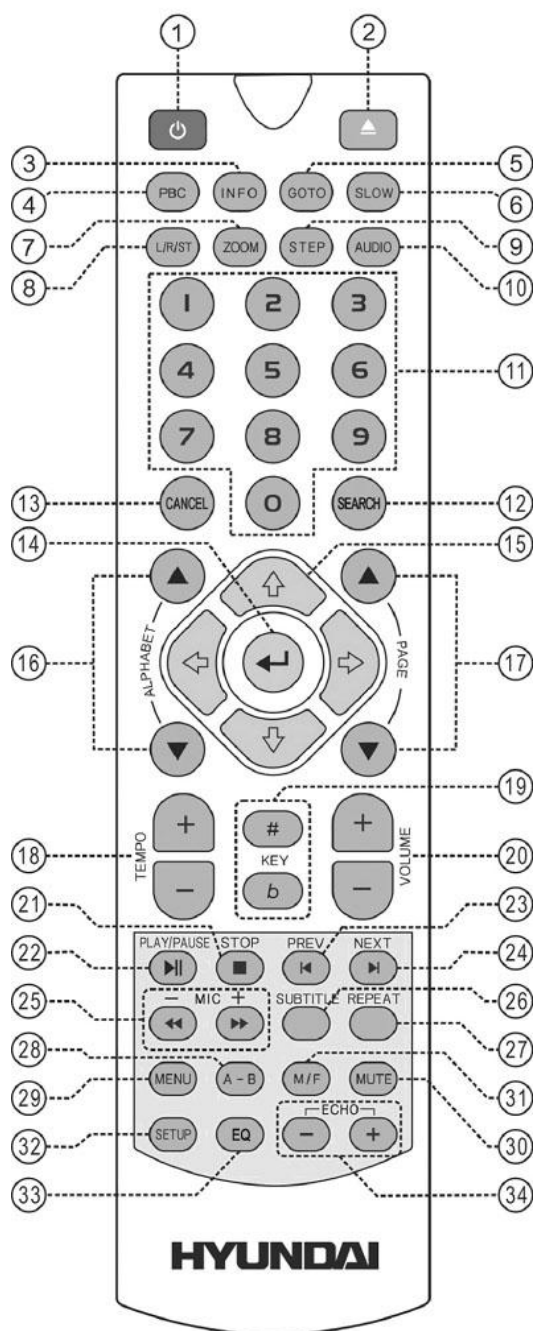 1 2
3 5
PBC INFO GOTO SLOW
4 6
7 9
L/R/ST ZOOM STEP AUDIO
8 10
1 2 3
4 5 6
11
7 8 9
13 CANCEL 0 SEARCH 12
14 15
16 ALPHABET PAGE 17
+ # +
18 TEMPO KEY VOLUME 20
19
- b -
21 23
PLAY/PAUSE STOP PREV NEXT
22 24
25 - MIC + SUBTITLE REPEAT 26
27
28 31
MENU A - B M/F MUTE
29 30
ECHO
32 SETUP EQ - +
33 34
HYUNDAI